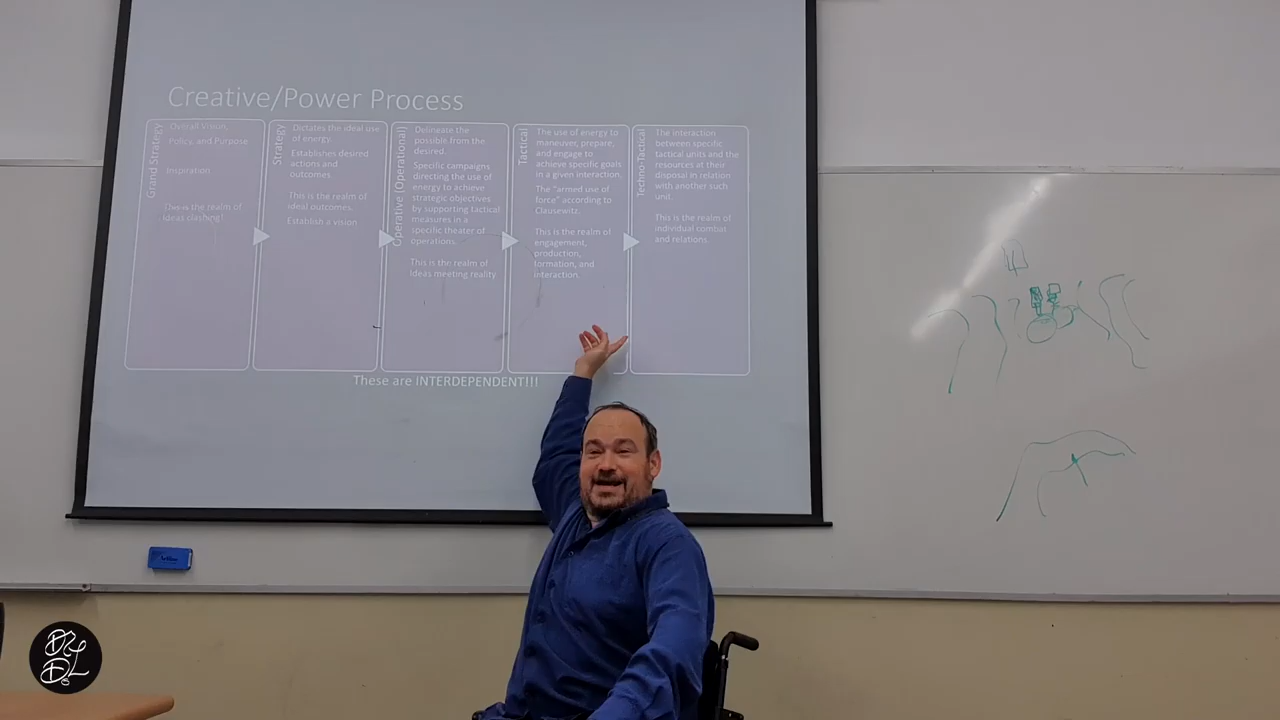 Creative/Power Process
Grand Strategy
Overall Vision,
Policy, and Purpose
Inspiration
This is the realm of
Ideas clashing!
Strategy
Dictates the ideal use
of energy.
Establishes desired
actions and
outcomes.
This is the realm of
ideal outcomes.
Establish a vision
Operative (Operational)
Delineate the
possible from the
desired.
Specific campaigns
directing the use of
energy to achieve
strategic objectives
by supporting tactical
measures in a
specific theater of
operations.
This is the realm of
Ideas meeting reality
Tactical
The use of energy to
maneuver, prepare,
and engage to
achieve specific goals
in a given interaction.
The "armed use of
force" according to
Clausewitz.
This is the realm of
engagement,
production,
formation, and
interaction.
Techno-Tactical
The interaction
between specific
tactical units and the
resources at their
disposal in relation
with another such
unit.
This is the realm of
individual combat
and relations.
These are INTERDEPENDENT!!!